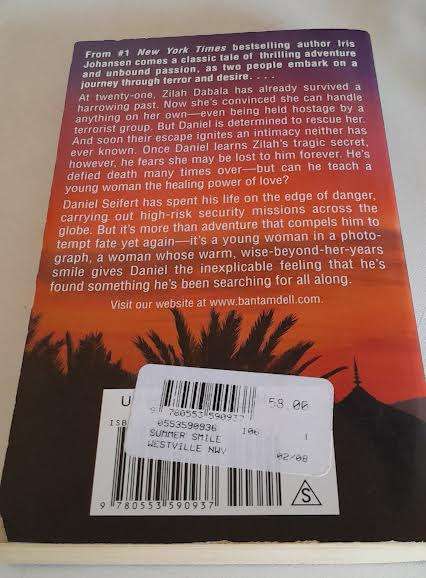 From #1 New York Times bestselling author Iris
Johansen comes a classic tale of thrilling adventure
and unbound passion, as two people embark on a
journey through terror and desire. . . .
At twenty-one, Zilah Dabala has already survived a
harrowing past. Now she's convinced she can handle
anything on her own—even being held hostage by a
terrorist group. But Daniel is determined to rescue her.
And soon their escape ignites an intimacy neither has
ever known. Once Daniel learns Zilah's tragic secret,
however, he fears she may be lost to him forever. He's
defied death many times over—but can he teach a
young woman the healing power of love?
Daniel Seifert has spent his life on the edge of danger,
carrying out high-risk security missions across the
globe. But it's more than adventure that compels him to
tempt fate yet again—it's a young woman in a photo-
graph, a woman whose warm, wise-beyond-her-years
smile gives Daniel the inexplicable feeling that he's
found something he's been searching for all along.
Visit our website at www.bantamdell.com.
U
ISB
9 780553 590937
58.00
0553590936 106 1
SUMMER SMILE
WESTVILLE NWV 02/08
S
9 780553 590937